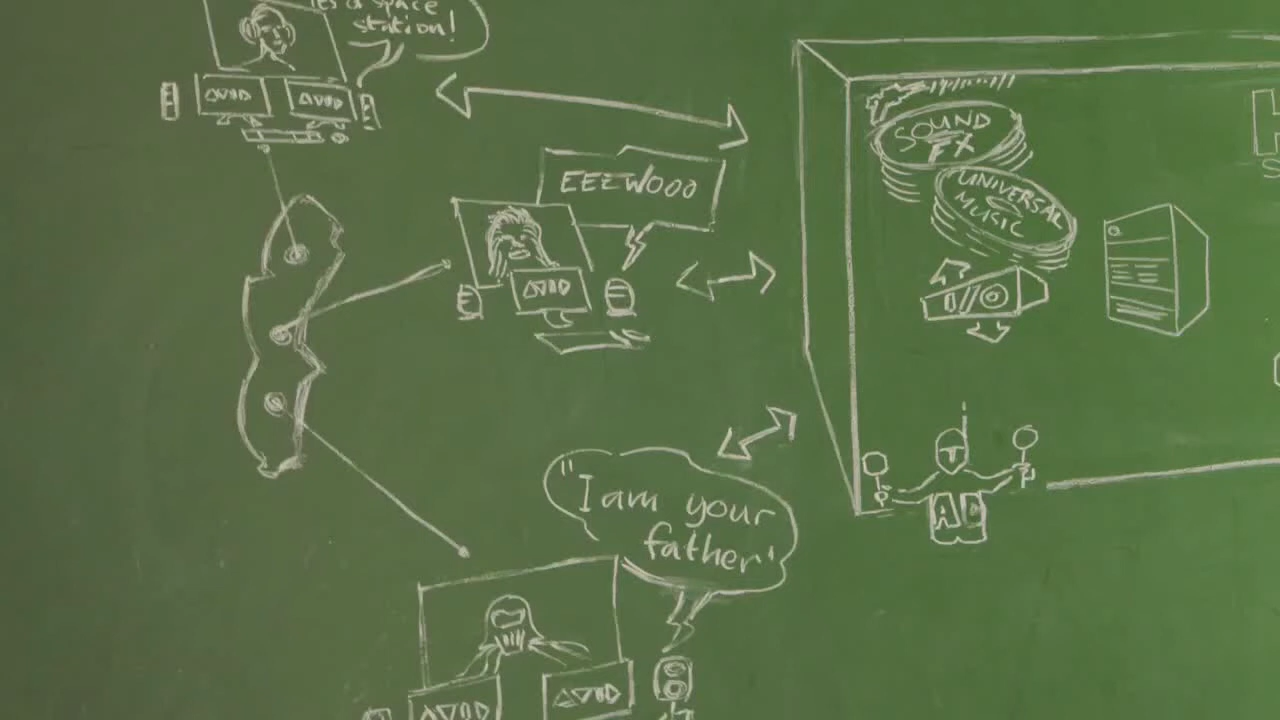 station!
AVID
AVID
EEEWOOO
AVID
SOUND
FX
UNIVERSAL
MUSIC
"I am your
father"
AD
AVID
AVID